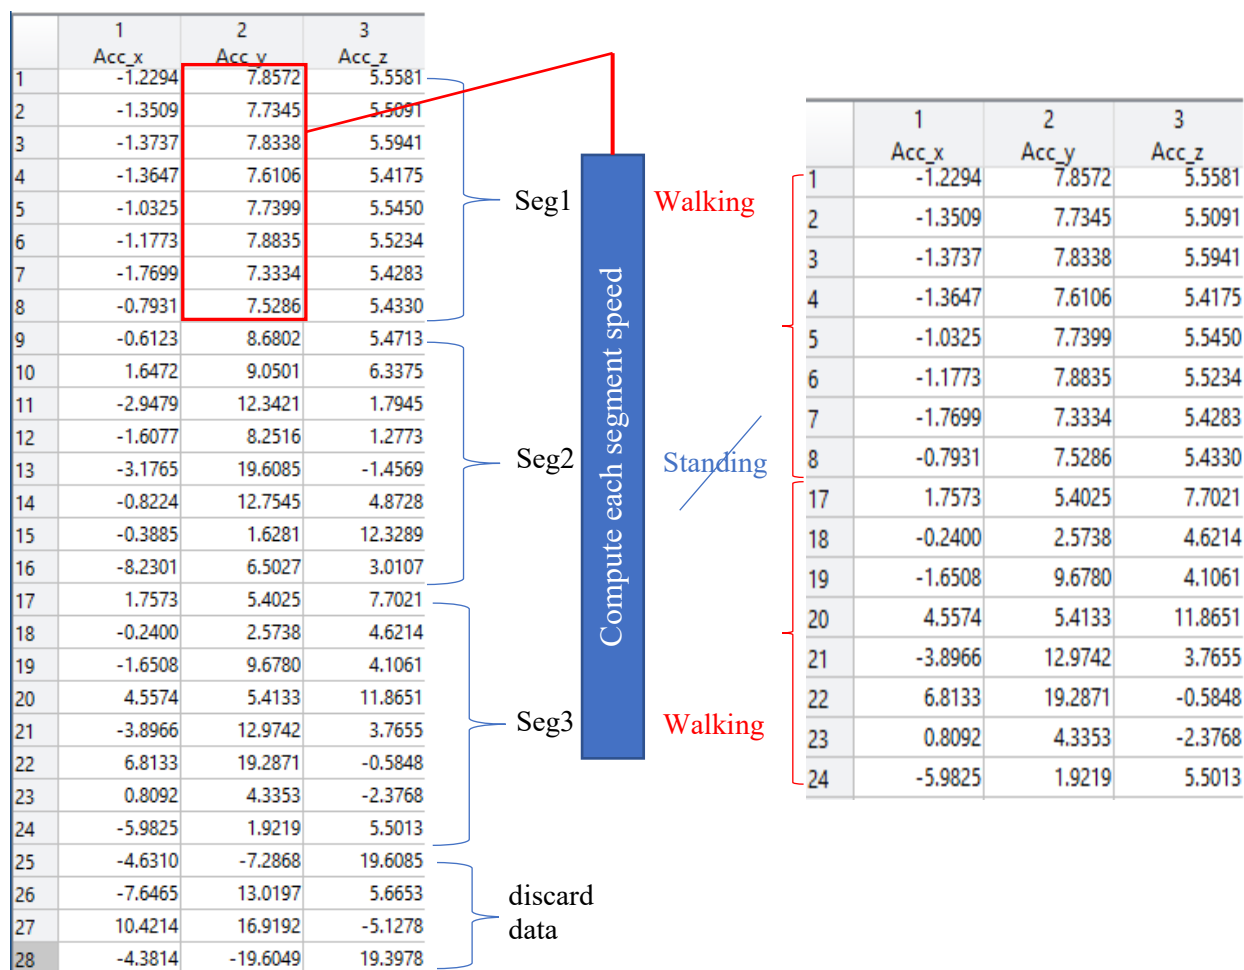 1 2 3
Acc_x Acc_y Acc_z
1 -1.2294 7.8572 5.5581
2 -1.3509 7.7345 5.5091
3 -1.3737 7.8338 5.5941
4 -1.3647 7.6106 5.4175
5 -1.0325 7.7399 5.5450
6 -1.1773 7.8835 5.5234
7 -1.7699 7.3334 5.4283
8 -0.7931 7.5286 5.4330
9 -0.6123 8.6802 5.4713
10 1.6472 9.0501 6.3375
11 -2.9479 12.3421 1.7945
12 -1.6077 8.2516 1.2773
13 -3.1765 19.6085 -1.4569
14 -0.8224 12.7545 4.8728
15 -0.3885 1.6281 12.3289
16 -8.2301 6.5027 3.0107
17 1.7573 5.4025 7.7021
18 -0.2400 2.5738 4.6214
19 -1.6508 9.6780 4.1061
20 4.5574 5.4133 11.8651
21 -3.8966 12.9742 3.7655
22 6.8133 19.2871 -0.5848
23 0.8092 4.3353 -2.3768
24 -5.9825 1.9219 5.5013
25 -4.6310 -7.2868 19.6085
26 -7.6465 13.0197 5.6653
27 10.4214 16.9192 -5.1278
28 -4.3814 -19.6049 19.3978
Seg1
Seg2
Seg3
discard
data
Compute each segment speed
Walking
Standing
Walking
1 2 3
Acc_x Acc_y Acc_z
1 -1.2294 7.8572 5.5581
2 -1.3509 7.7345 5.5091
3 -1.3737 7.8338 5.5941
4 -1.3647 7.6106 5.4175
5 -1.0325 7.7399 5.5450
6 -1.1773 7.8835 5.5234
7 -1.7699 7.3334 5.4283
8 -0.7931 7.5286 5.4330
17 1.7573 5.4025 7.7021
18 -0.2400 2.5738 4.6214
19 -1.6508 9.6780 4.1061
20 4.5574 5.4133 11.8651
21 -3.8966 12.9742 3.7655
22 6.8133 19.2871 -0.5848
23 0.8092 4.3353 -2.3768
24 -5.9825 1.9219 5.5013